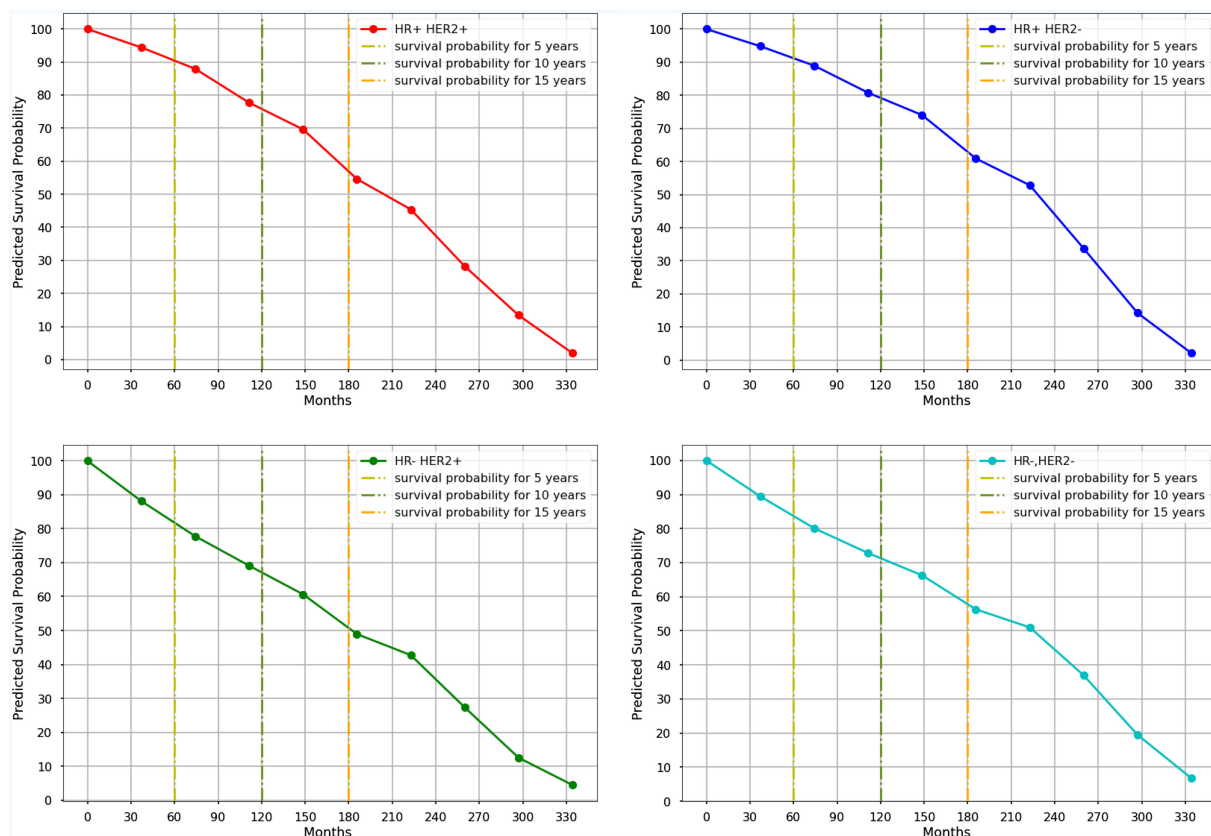 HR+ HER2+
survival probability for 5 years
survival probability for 10 years
survival probability for 15 years
Predicted Survival Probability
100
90
80
70
60
50
40
30
20
10
0
0 30 60 90 120 150 180 210 240 270 300 330
Months
HR+ HER2-
survival probability for 5 years
survival probability for 10 years
survival probability for 15 years
Predicted Survival Probability
100
90
80
70
60
50
40
30
20
10
0
0 30 60 90 120 150 180 210 240 270 300 330
Months
HR- HER2+
survival probability for 5 years
survival probability for 10 years
survival probability for 15 years
Predicted Survival Probability
100
90
80
70
60
50
40
30
20
10
0
0 30 60 90 120 150 180 210 240 270 300 330
Months
HR-,HER2-
survival probability for 5 years
survival probability for 10 years
survival probability for 15 years
Predicted Survival Probability
100
90
80
70
60
50
40
30
20
10
0
0 30 60 90 120 150 180 210 240 270 300 330
Months